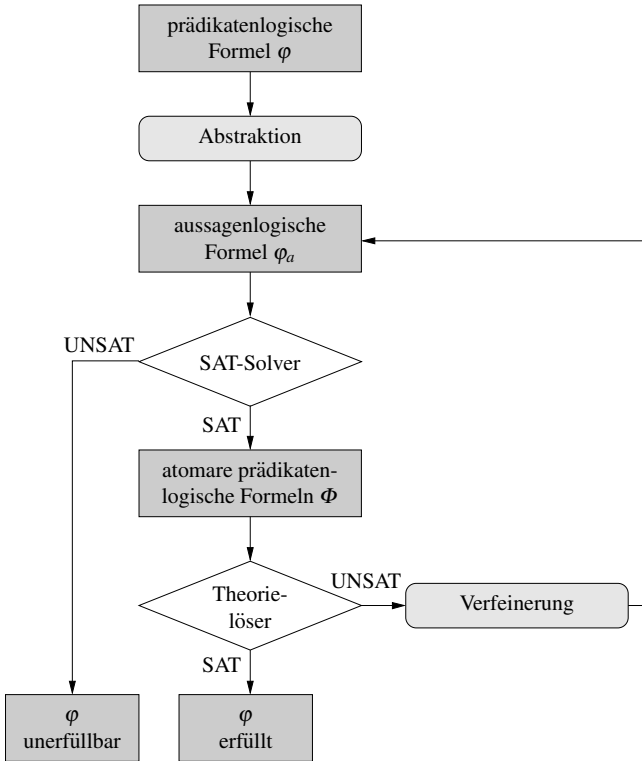 prädikatenlogische
Formel φ
Abstraktion
aussagenlogische
Formel φₐ
UNSAT
SAT-Solver
SAT
atomare prädikaten-
logische Formeln Φ
UNSAT
Theorie-
löser
Verfeinerung
SAT
φ
unerfüllbar
φ
erfüllt